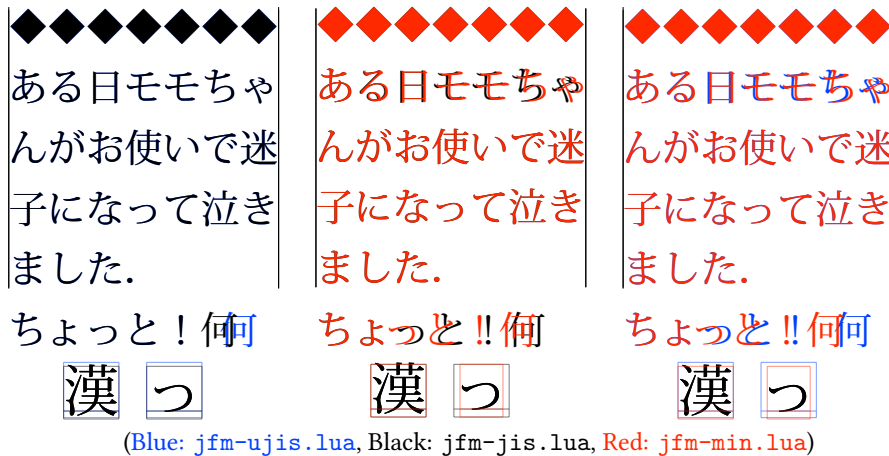 ◆◆◆◆◆◆◆ ◆◆◆◆◆◆◆ ◆◆◆◆◆◆◆
ある日モモちゃ ある日モモちゃ ある日モモちゃ
んがお使いで迷 んがお使いで迷 んがお使いで迷
子になって泣き 子になって泣き 子になって泣き
ました. ました. ました.
ちょっと！何何 ちょっと!!何何 ちょっと!!何何
漢 っ 漢 っ 漢 っ
(Blue: jfm-ujis.lua, Black: jfm-jis.lua, Red: jfm-min.lua)